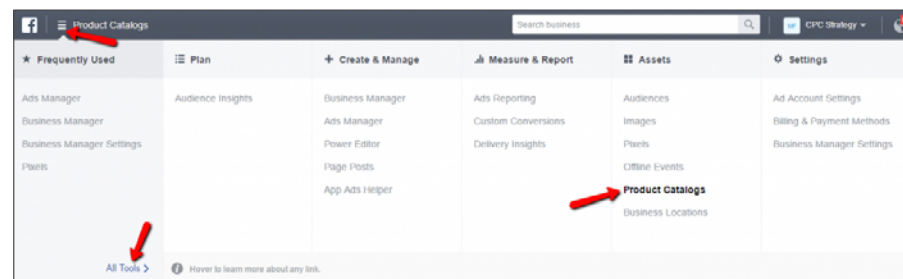 Product Catalogs
Search business
CPC Strategy
Frequently Used
Plan
Create & Manage
Measure & Report
Assets
Settings
Ads Manager
Audience Insights
Business Manager
Ads Reporting
Audiences
Ad Account Settings
Business Manager
Ads Manager
Custom Conversions
Images
Billing & Payment Methods
Business Manager Settings
Power Editor
Delivery Insights
Pixels
Business Manager Settings
Pixels
Page Posts
Offline Events
App Ads Helper
Product Catalogs
Business Locations
All Tools >
Hover to learn more about any link.